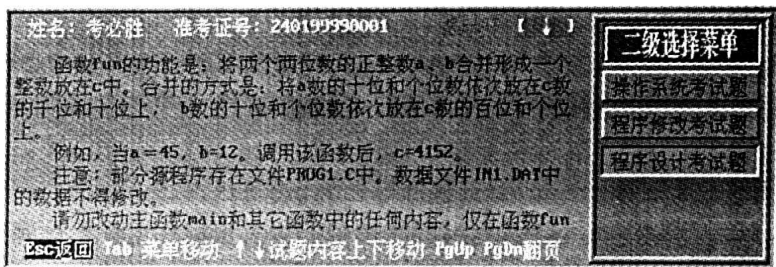 姓名：考必胜 准考证号：240199990001 【 ↓ 】
函数fun的功能是：将两个两位数的正整数a、b合并形成一个
整数放在c中。合并的方式是：将a数的十位和个位数依次放在c数
的千位和十位上， b数的十位和个位数依次放在c数的百位和个位
上。
例如，当a＝45，b=12。调用该函数后，c=4152。
注意：部分源程序存在文件PROG1.C中。数据文件IN1.DAT中
的数据不得修改。
请勿改动主函数main和其它函数中的任何内容，仅在函数fun
Esc返回 Tab 菜单移动 ↑↓试题内容上下移动 PgUp PgDn翻页
二级选择菜单
操作系统考试题
程序修改考试题
程序设计考试题